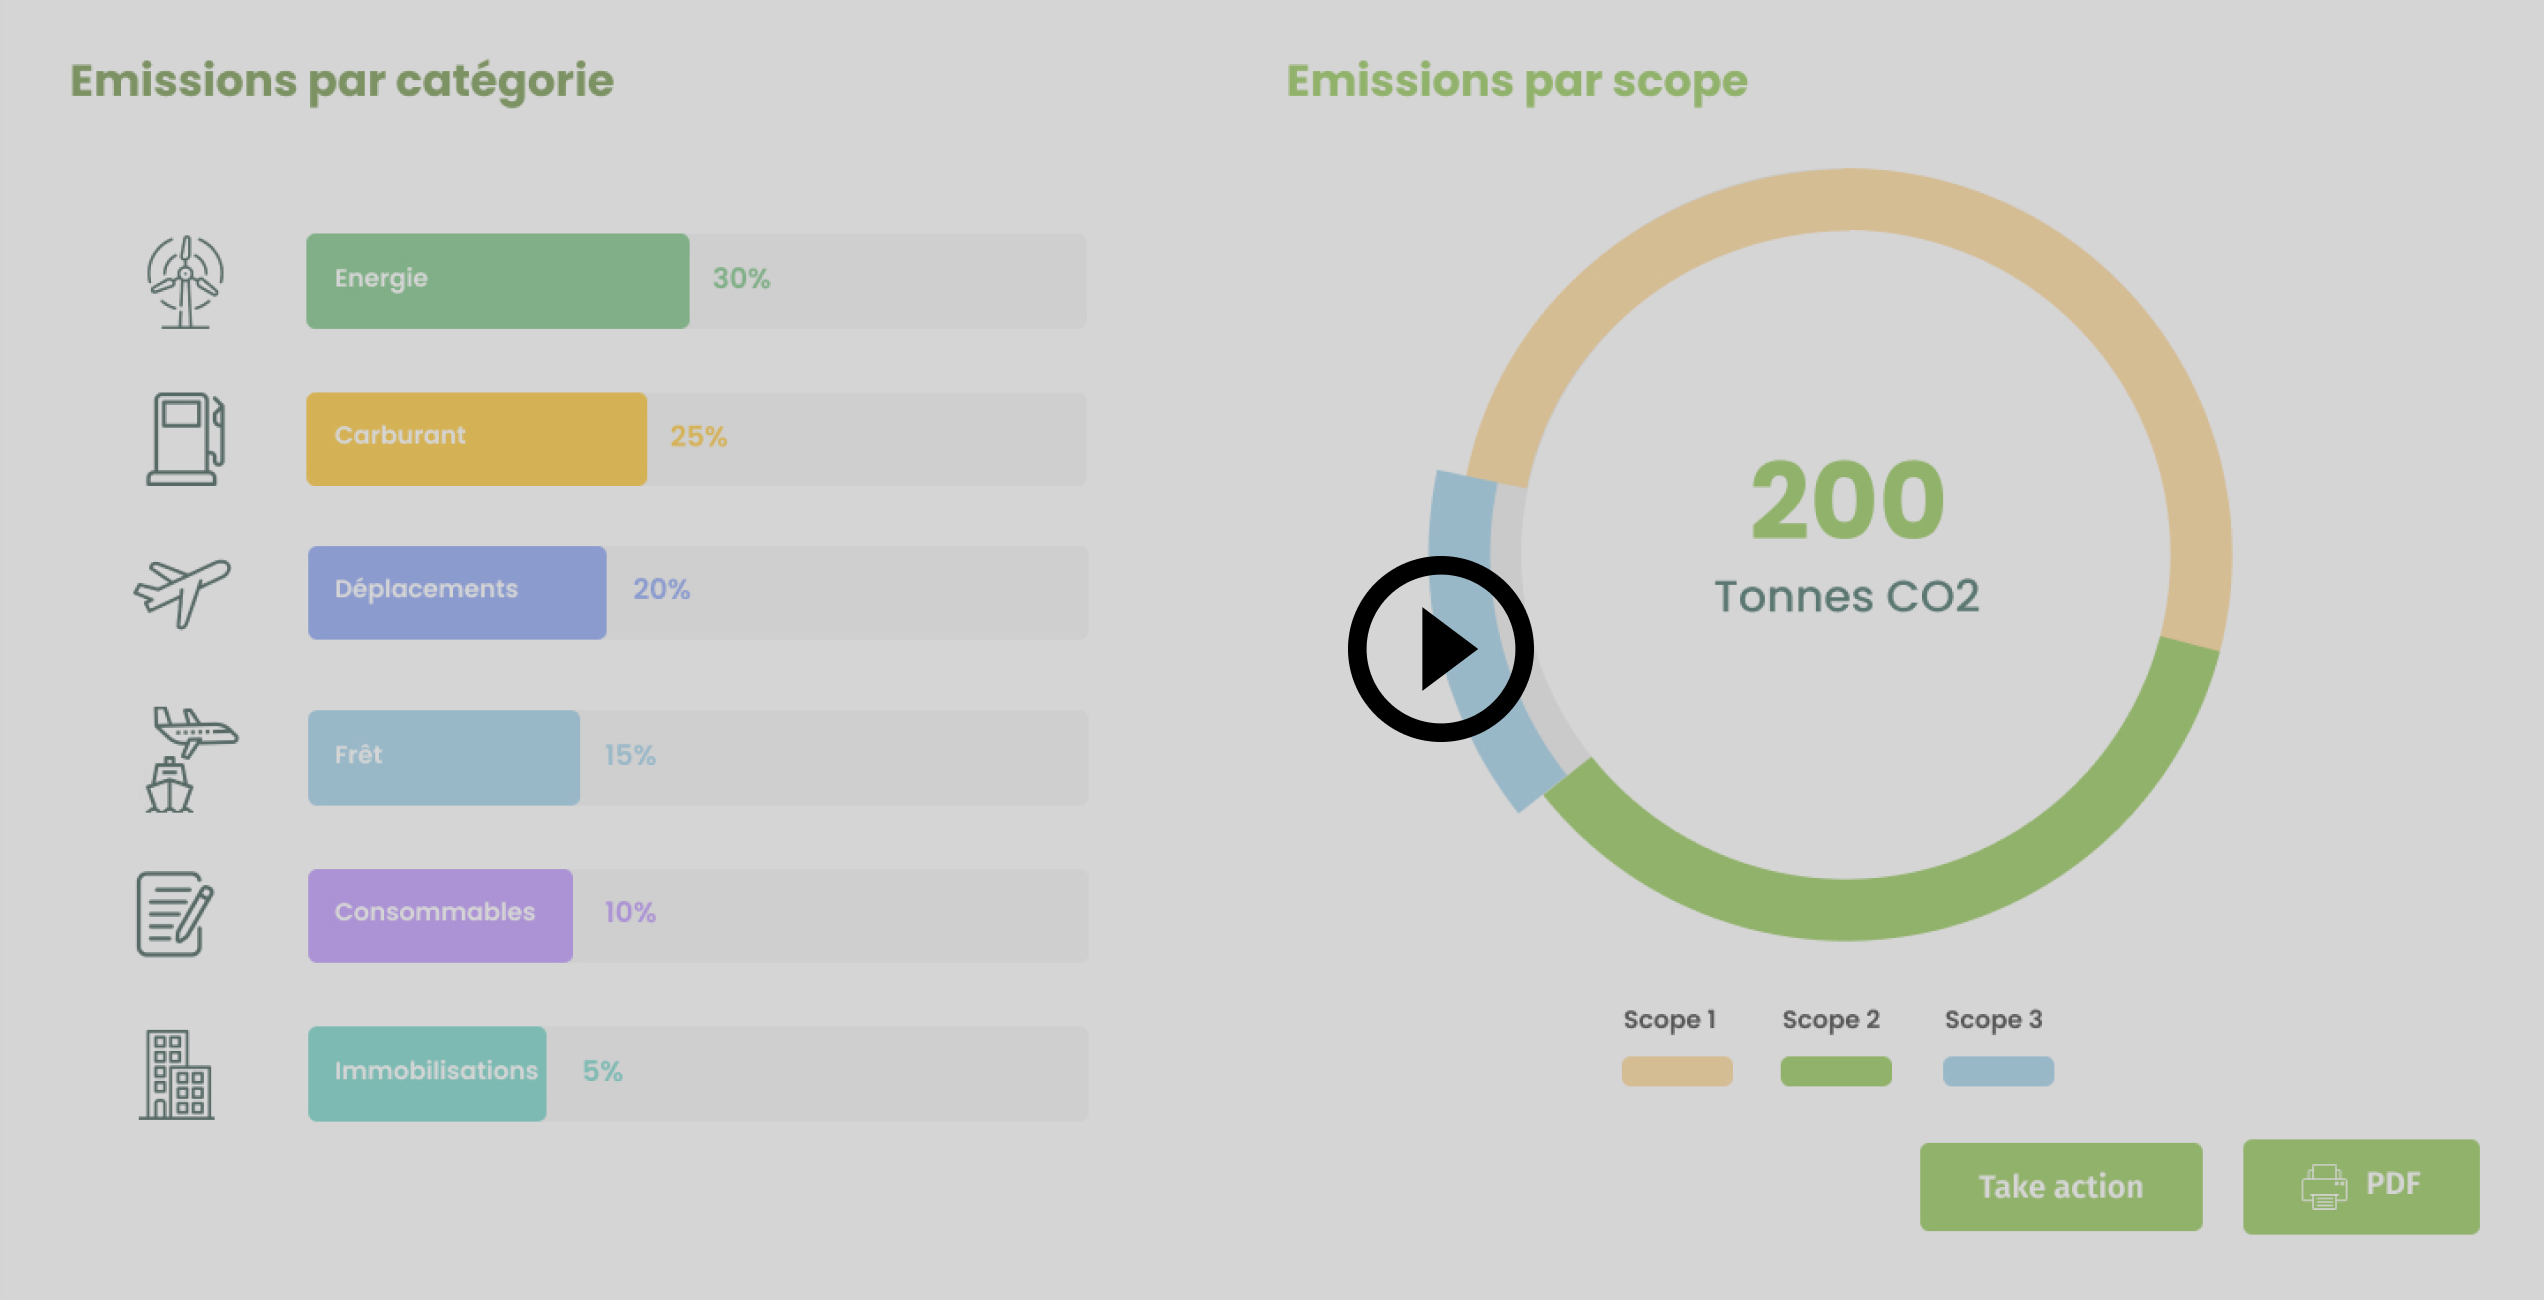 Emissions par catégorie
Energie 30%
Carburant 25%
Déplacements 20%
Frêt 15%
Consommables 10%
Immobilisations 5%
Emissions par scope
200
Tonnes CO2
Scope 1 Scope 2 Scope 3
Take action PDF